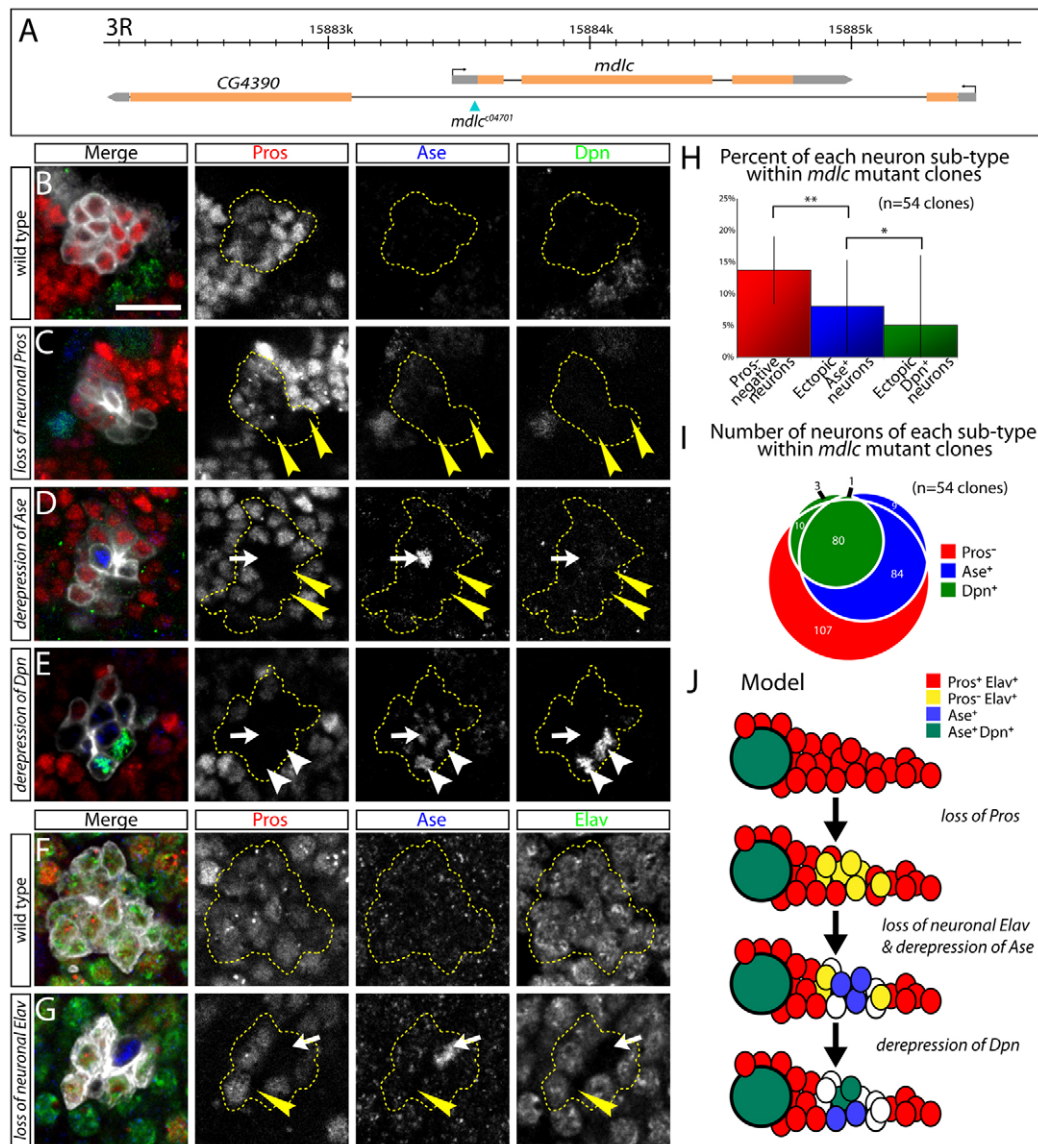 A
3R
15883k
15884k
15885k
mdlc
CG4390
mdlc^c04701
Merge
Pros
Ase
Dpn
B
wild type
C
loss of neuronal Pros
D
derepression of Ase
E
derepression of Dpn
Merge
Pros
Ase
Elav
F
wild type
G
loss of neuronal Elav
H
Percent of each neuron sub-type
within mdlc mutant clones
(n=54 clones)
**
*
25%
20%
15%
10%
5%
0%
Pros-
negative
neurons
Ectopic
Ase+
neurons
Ectopic
Dpn+
neurons
I
Number of neurons of each sub-type
within mdlc mutant clones
(n=54 clones)
3
1
9
10
80
84
107
Pros-
Ase+
Dpn+
J
Model
Pros+ Elav+
Pros- Elav+
Ase+
Ase+Dpn+
loss of Pros
loss of neuronal Elav
& derepression of Ase
derepression of Dpn